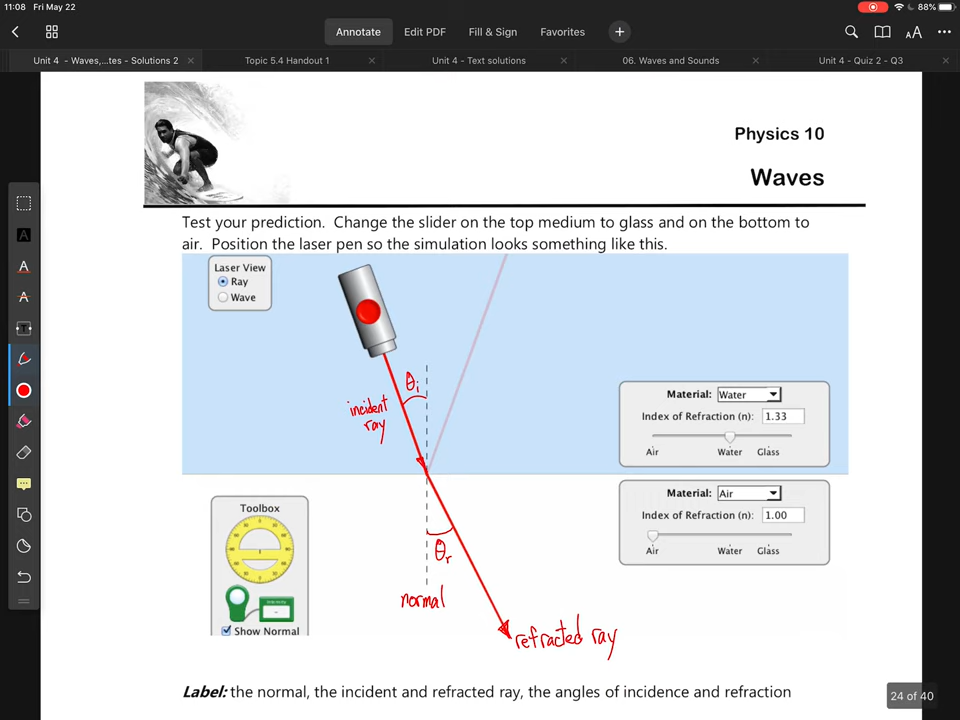 11:08 Fri May 22
88%
Annotate
Edit PDF
Fill & Sign
Favorites
AA
Unit 4 - Waves,...tes - Solutions 2
Topic 5.4 Handout 1
Unit 4 - Text solutions
06. Waves and Sounds
Unit 4 - Quiz 2 - Q3
Physics 10
Waves
Test your prediction. Change the slider on the top medium to glass and on the bottom to
air. Position the laser pen so the simulation looks something like this.
Laser View
Ray
Wave
θi
incident
ray
Material: Water
Index of Refraction (n): 1.33
Air Water Glass
Material: Air
Index of Refraction (n): 1.00
Air Water Glass
Toolbox
Show Normal
θr
normal
refracted ray
Label: the normal, the incident and refracted ray, the angles of incidence and refraction
24 of 40